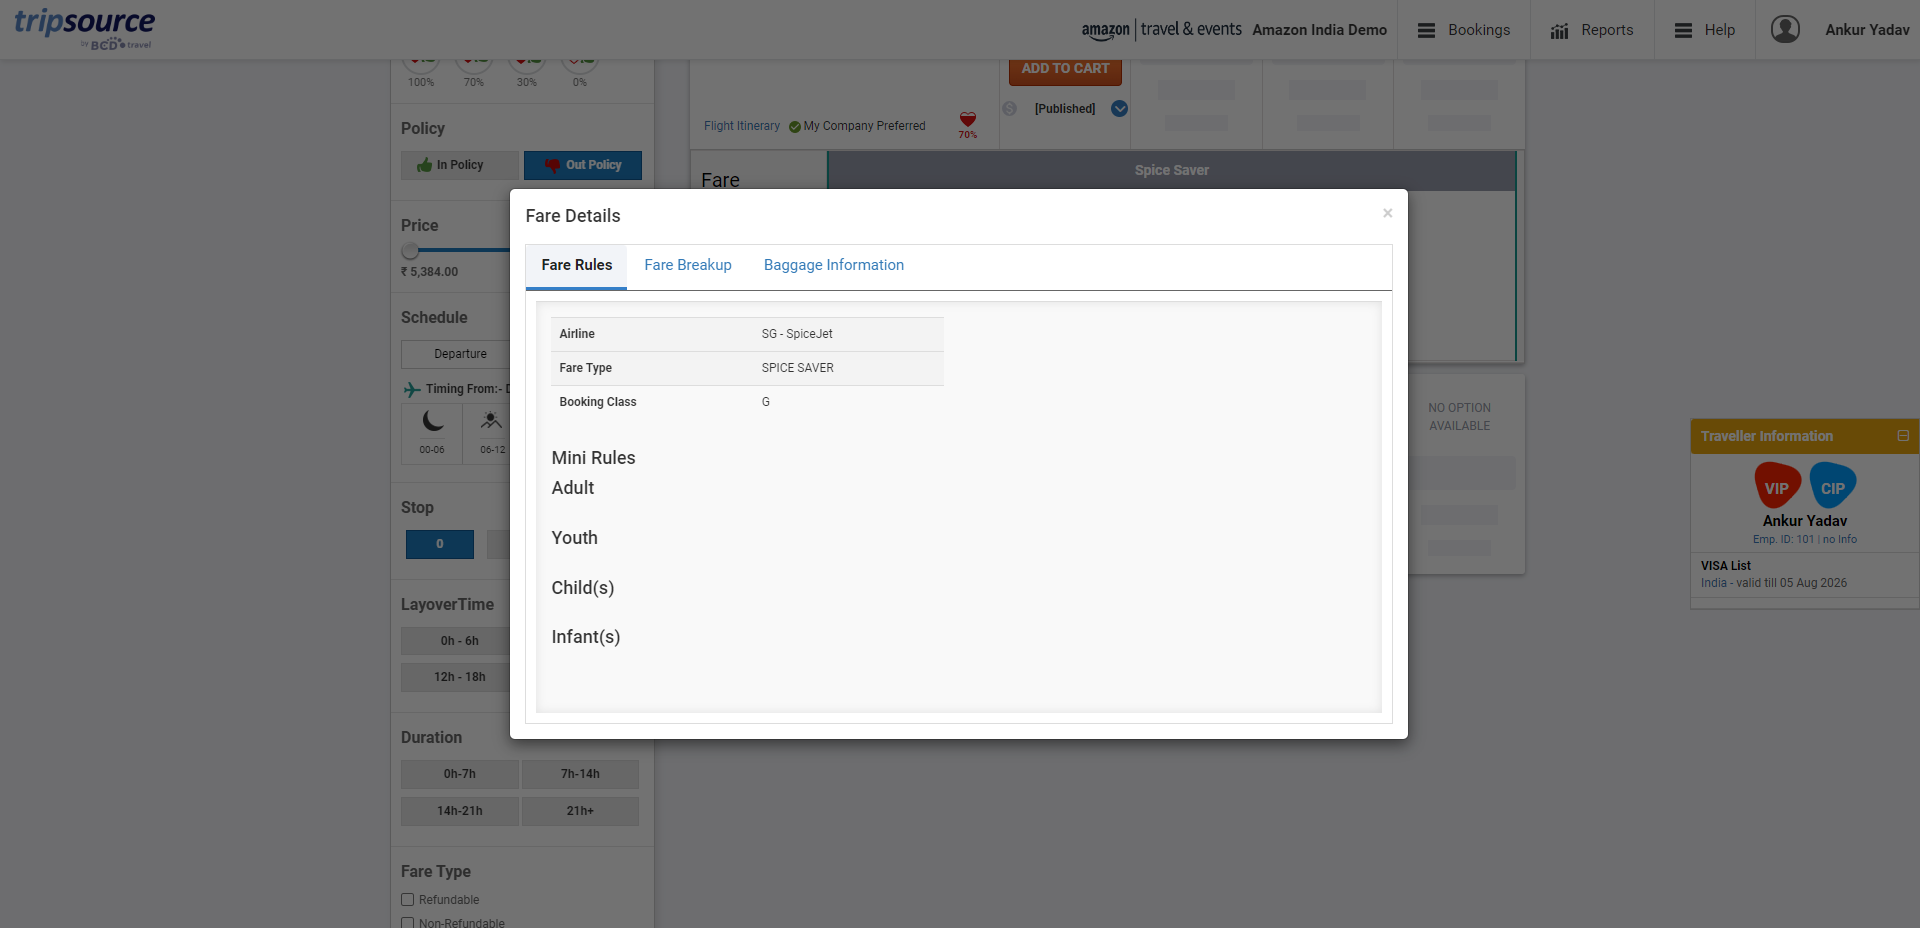 tripsource
by BCD travel
amazon travel & events
Amazon India Demo
Bookings
Reports
Help
Ankur Yadav
100%
70%
30%
0%
Policy
In Policy
Out Policy
Price
₹ 5,384.00
Schedule
Departure
Timing From:- D
00-06
06-12
Stop
0
LayoverTime
0h - 6h
12h - 18h
Duration
0h-7h
7h-14h
14h-21h
21h+
Fare Type
Refundable
Non-Refundable
ADD TO CART
[Published]
Flight Itinerary
My Company Preferred
70%
Fare
Spice Saver
Fare Details
×
Fare Rules
Fare Breakup
Baggage Information
Airline SG - SpiceJet
Fare Type SPICE SAVER
Booking Class G
Mini Rules
Adult
Youth
Child(s)
Infant(s)
NO OPTION
AVAILABLE
Traveller Information
VIP
CIP
Ankur Yadav
Emp. ID: 101 | no Info
VISA List
India - valid till 05 Aug 2026